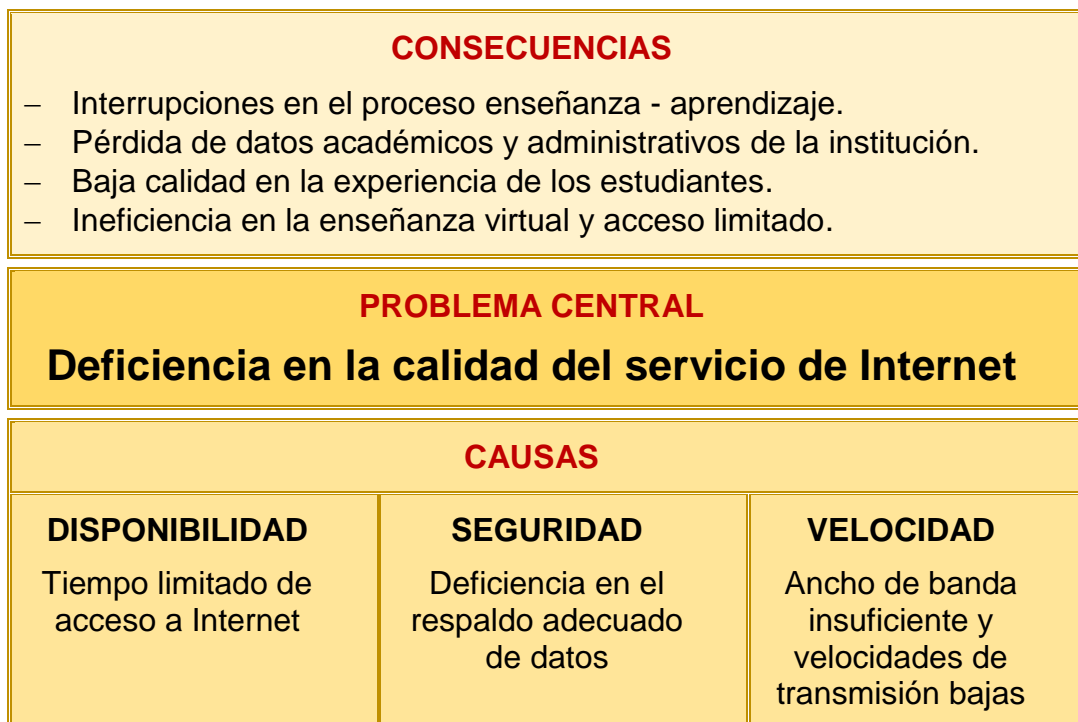 CONSECUENCIAS
– Interrupciones en el proceso enseñanza - aprendizaje.
– Pérdida de datos académicos y administrativos de la institución.
– Baja calidad en la experiencia de los estudiantes.
– Ineficiencia en la enseñanza virtual y acceso limitado.
PROBLEMA CENTRAL
Deficiencia en la calidad del servicio de Internet
CAUSAS
DISPONIBILIDAD
Tiempo limitado de
acceso a Internet
SEGURIDAD
Deficiencia en el
respaldo adecuado
de datos
VELOCIDAD
Ancho de banda
insuficiente y
velocidades de
transmisión bajas